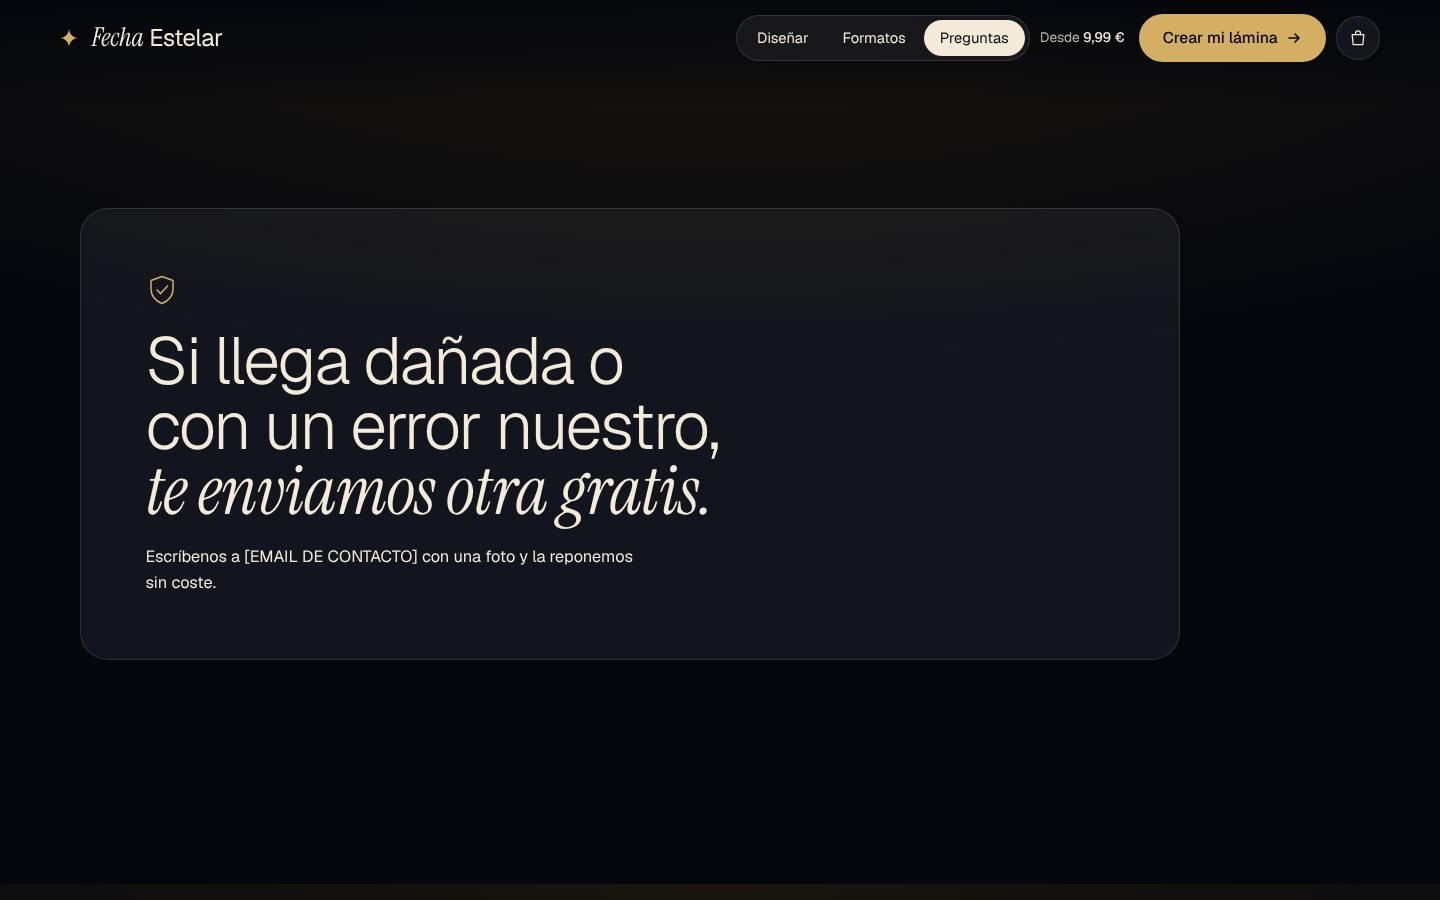 Fecha Estelar
Diseñar
Formatos
Preguntas
Desde 9,99 €
Crear mi lámina →
Si llega dañada o
con un error nuestro,
te enviamos otra gratis.
Escríbenos a [EMAIL DE CONTACTO] con una foto y la reponemos
sin coste.